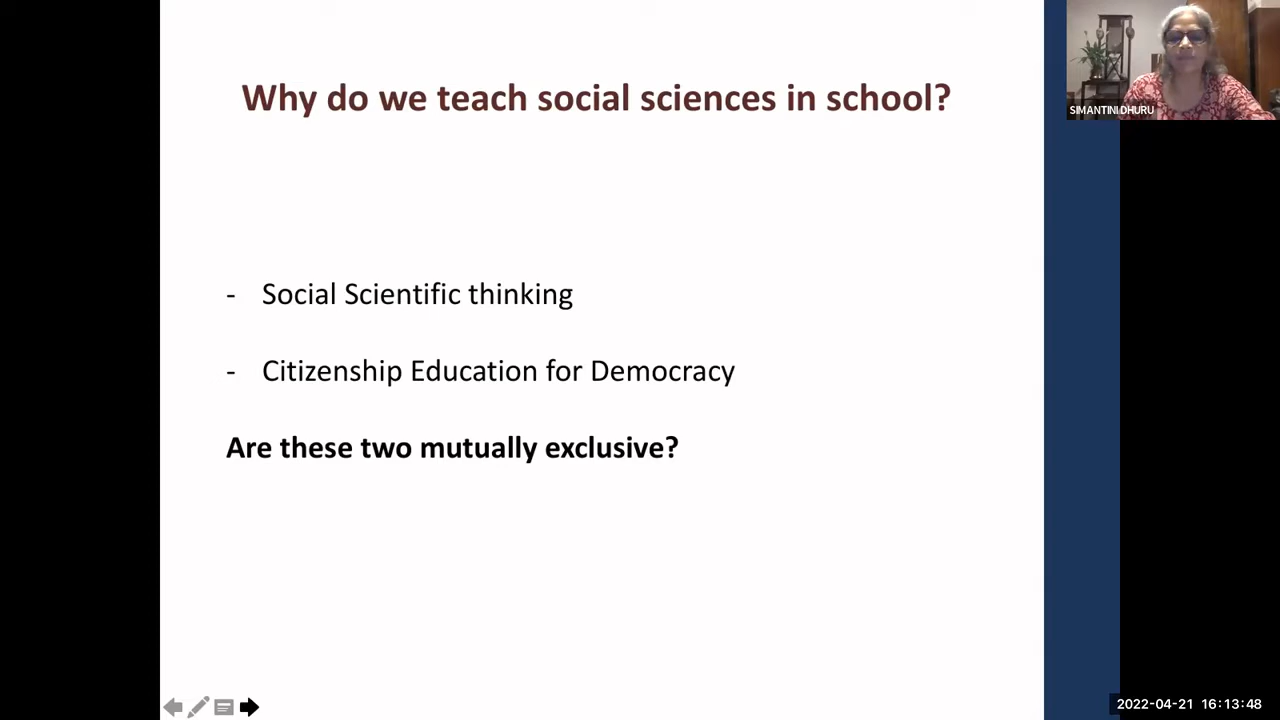 Why do we teach social sciences in school?
SIMANTINI DHURU
- Social Scientific thinking
- Citizenship Education for Democracy
Are these two mutually exclusive?
2022-04-21 16:13:48